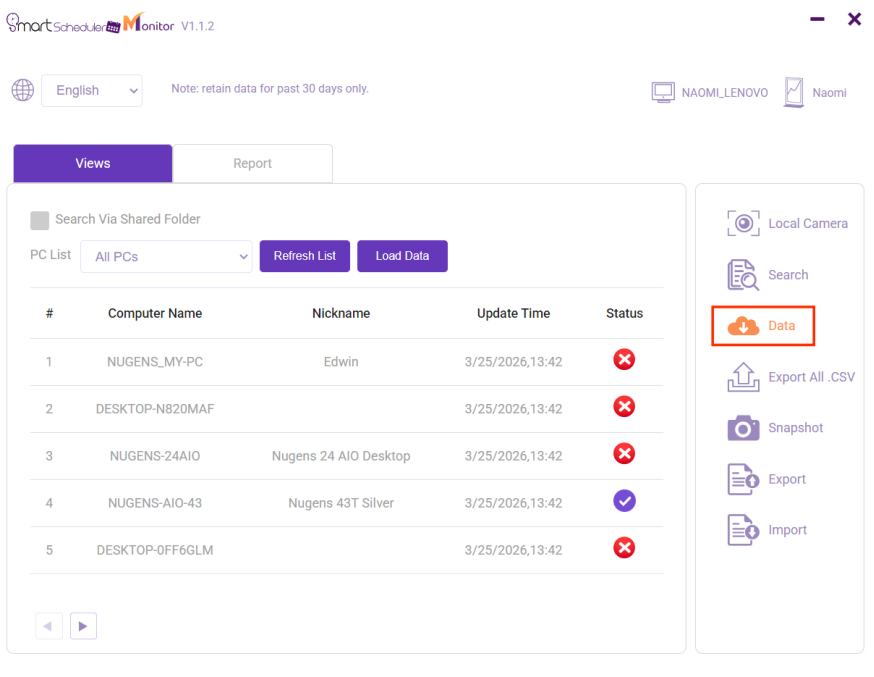 Smart Scheduler Monitor V1.1.2
English
Note: retain data for past 30 days only.
NAOMI_LENOVO
Naomi
Views
Report
Search Via Shared Folder
PC List
All PCs
Refresh List
Load Data
# Computer Name Nickname Update Time Status
1 NUGENS_MY-PC Edwin 3/25/2026,13:42
2 DESKTOP-N820MAF 3/25/2026,13:42
3 NUGENS-24AIO Nugens 24 AIO Desktop 3/25/2026,13:42
4 NUGENS-AIO-43 Nugens 43T Silver 3/25/2026,13:42
5 DESKTOP-0FF6GLM 3/25/2026,13:42
Local Camera
Search
Data
Export All .CSV
Snapshot
Export
Import